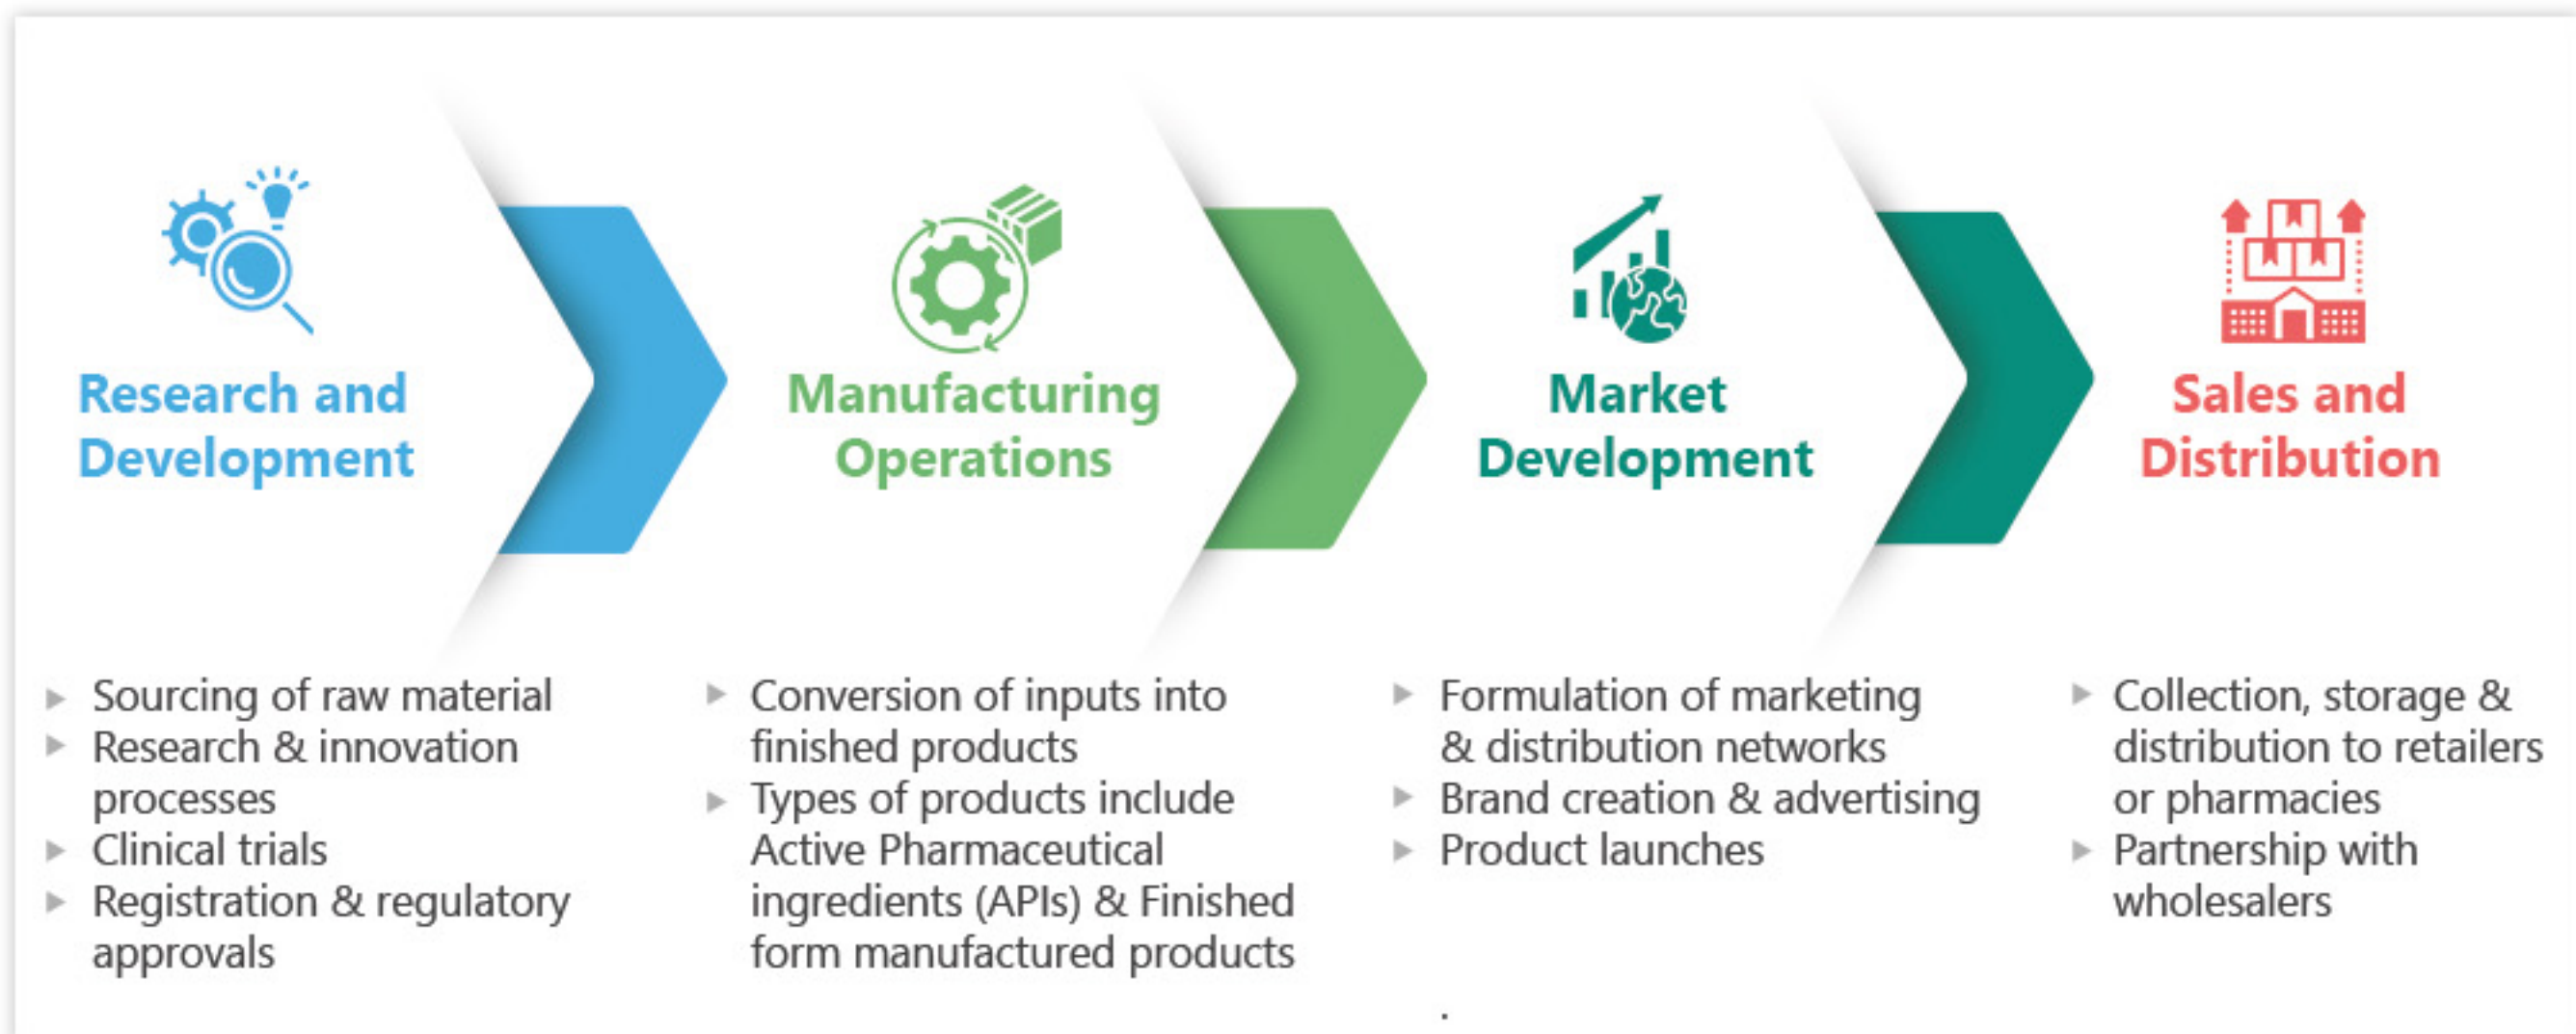 Research and
Development
Manufacturing
Operations
Market
Development
Sales and
Distribution
Sourcing of raw material
Research & innovation
processes
Clinical trials
Registration & regulatory
approvals
Conversion of inputs into
finished products
Types of products include
Active Pharmaceutical
ingredients (APIs) & Finished
form manufactured products
Formulation of marketing
& distribution networks
Brand creation & advertising
Product launches
.
Collection, storage &
distribution to retailers
or pharmacies
Partnership with
wholesalers